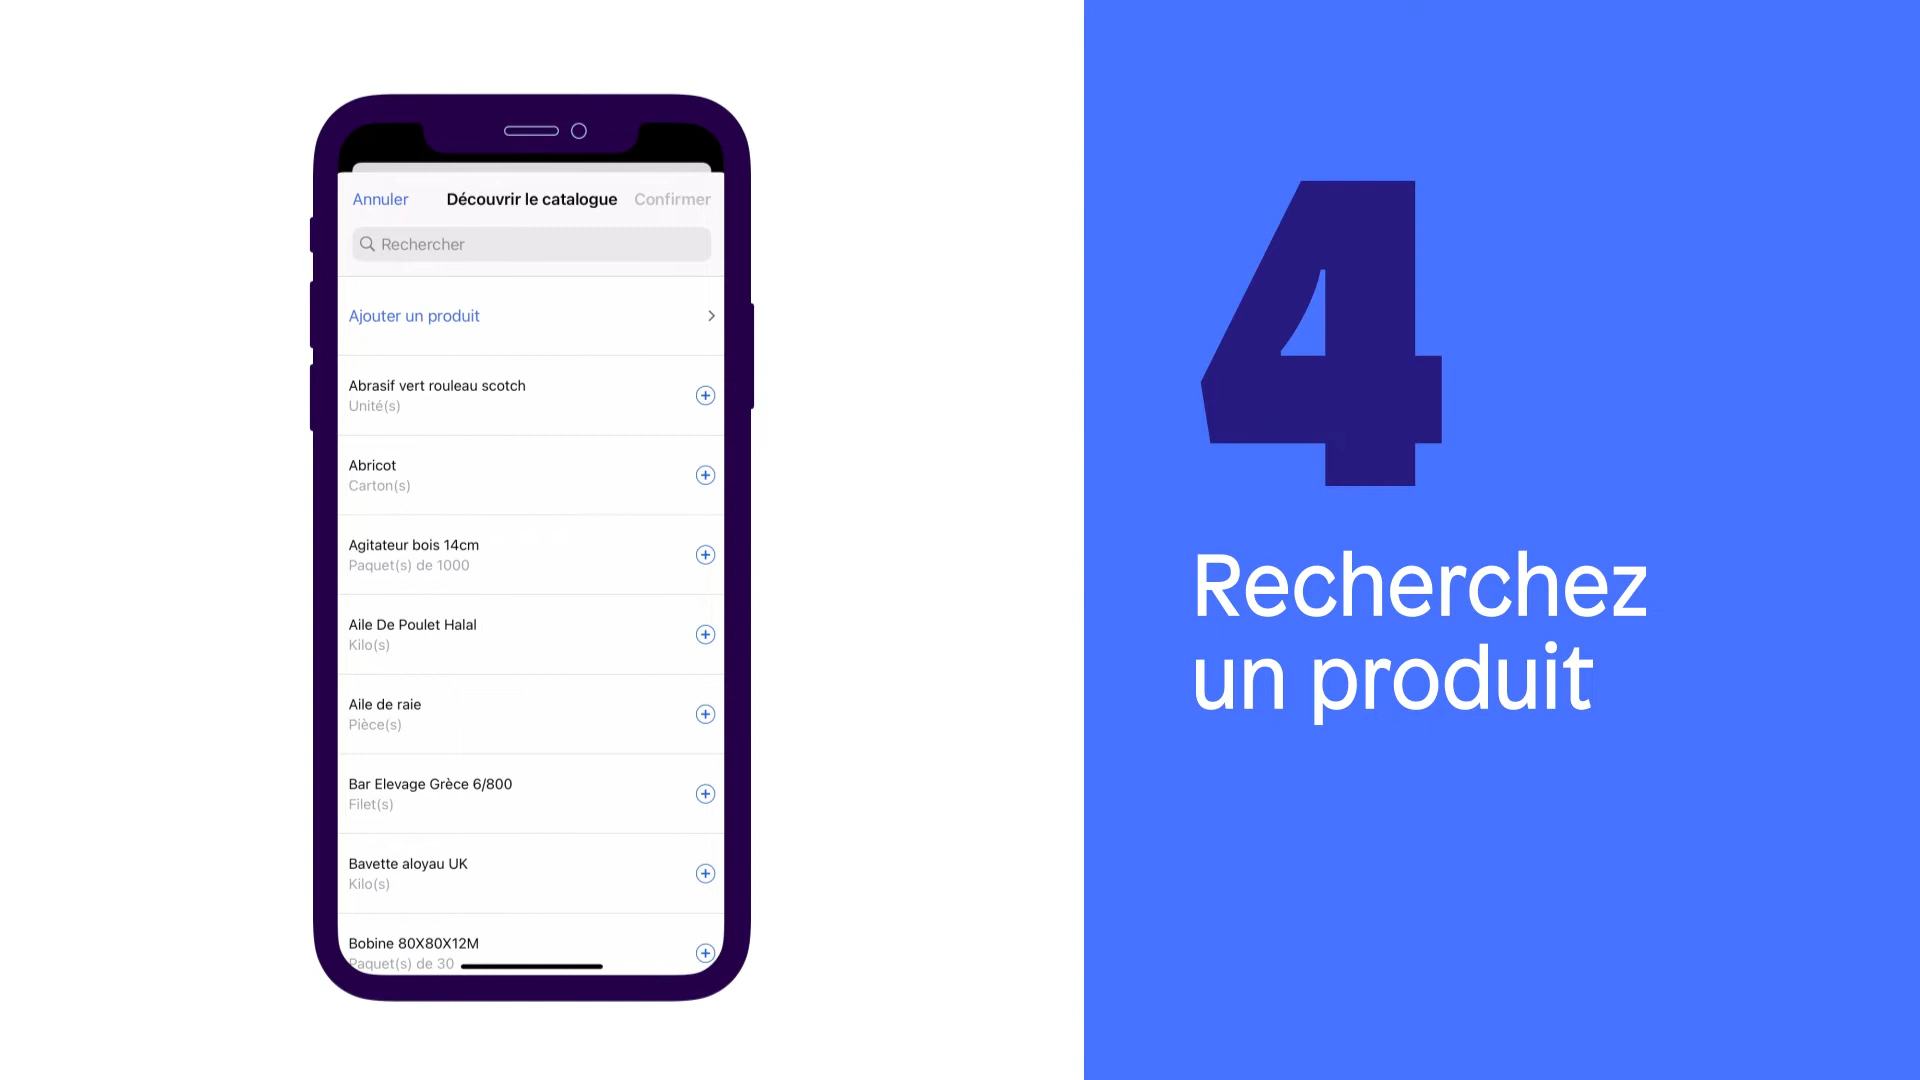 Annuler Découvrir le catalogue Confirmer
Rechercher
Ajouter un produit
Abrasif vert rouleau scotch
Unité(s)
Abricot
Carton(s)
Agitateur bois 14cm
Paquet(s) de 1000
Aile De Poulet Halal
Kilo(s)
Aile de raie
Pièce(s)
Bar Elevage Grèce 6/800
Filet(s)
Bavette aloyau UK
Kilo(s)
Bobine 80X80X12M
Paquet(s) de 30
4
Recherchez
un produit